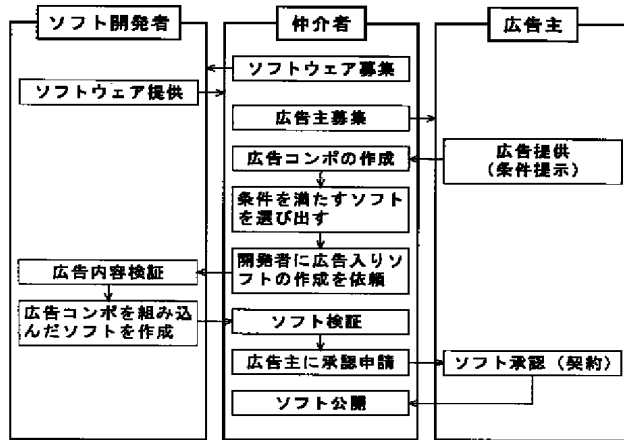 ソフト開発者
仲介者
広告主
ソフトウェア募集
ソフトウェア提供
広告主募集
広告コンポの作成
広告提供
(条件提示)
条件を満たすソフト
を選び出す
開発者に広告入りソ
フトの作成を依頼
広告内容検証
広告コンポを組み込
んだソフトを作成
ソフト検証
広告主に承認申請
ソフト承認(契約)
ソフト公開